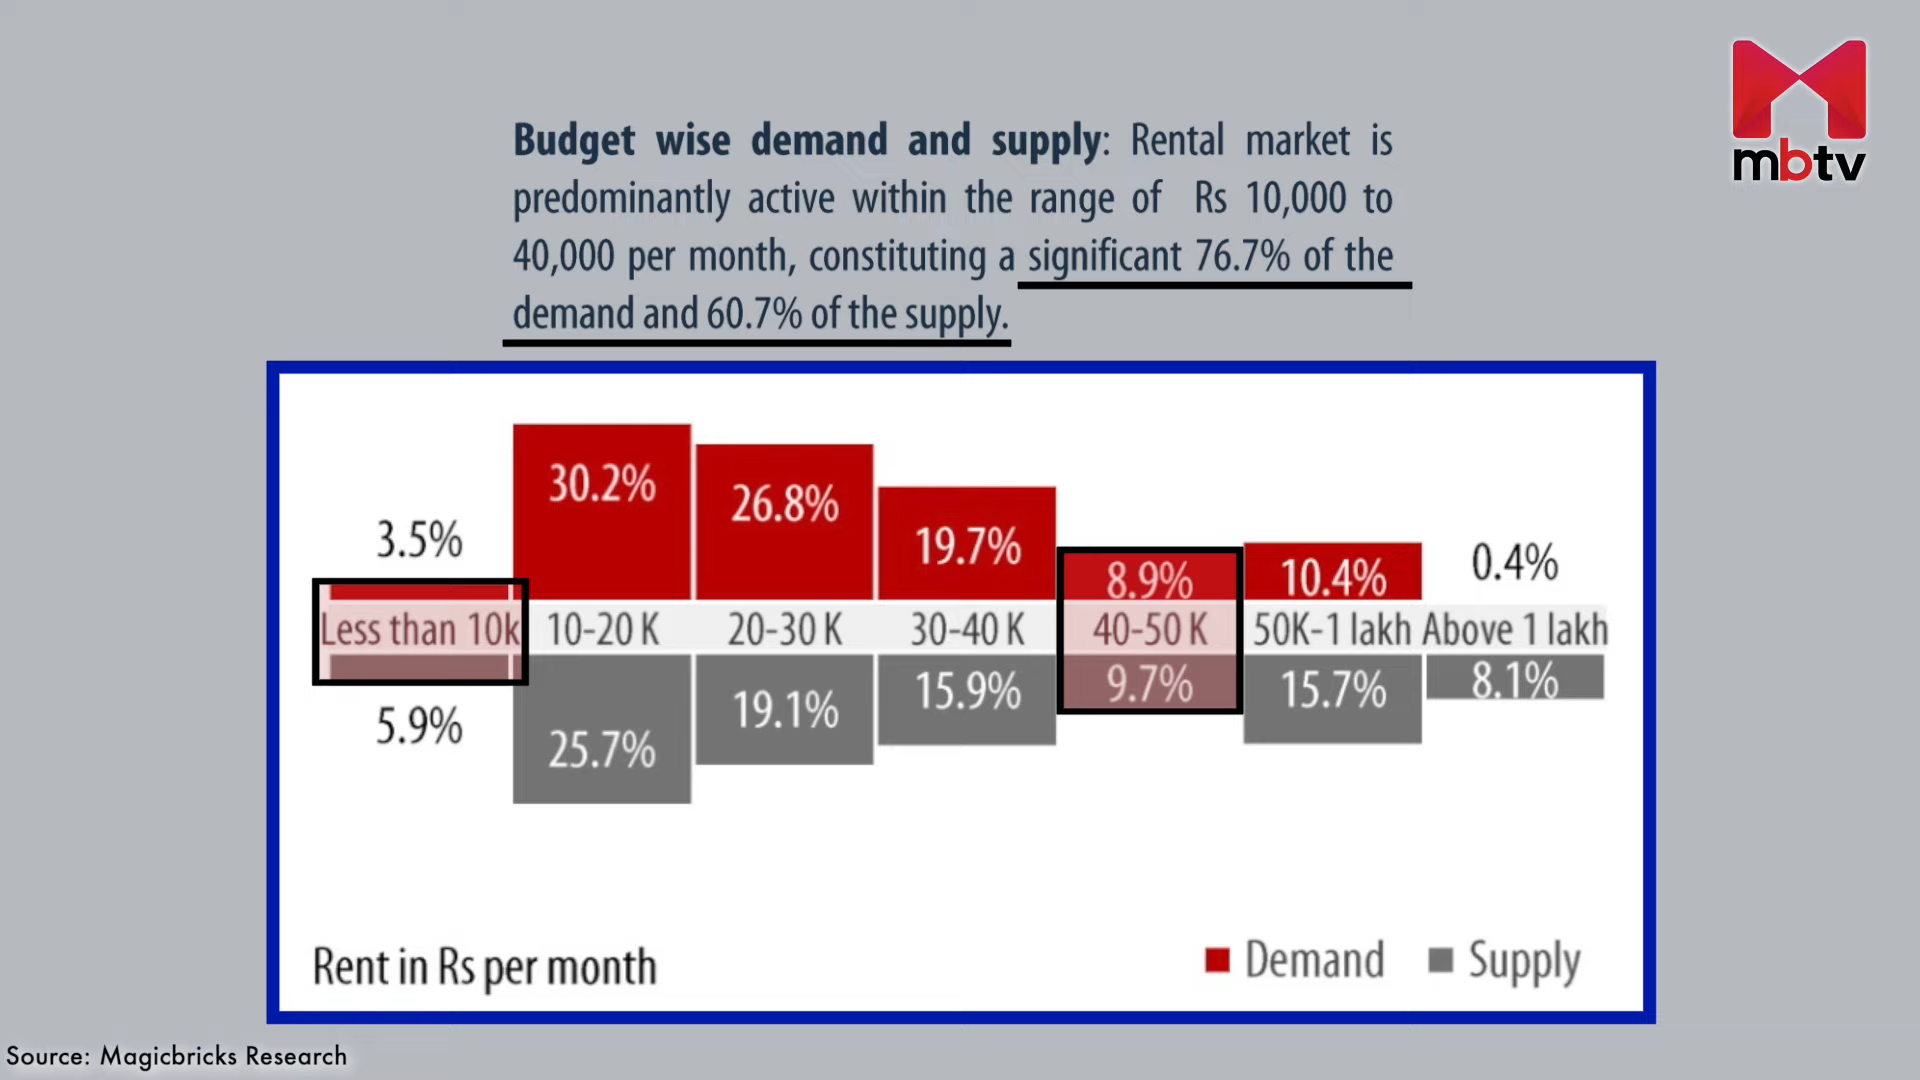 mbtv
Budget wise demand and supply: Rental market is
predominantly active within the range of Rs 10,000 to
40,000 per month, constituting a significant 76.7% of the
demand and 60.7% of the supply.
3.5% 30.2% 26.8% 19.7% 8.9% 10.4% 0.4%
Less than 10k 10-20 K 20-30 K 30-40 K 40-50 K 50K-1 lakh Above 1 lakh
5.9% 25.7% 19.1% 15.9% 9.7% 15.7% 8.1%
Rent in Rs per month
Demand Supply
Source: Magicbricks Research